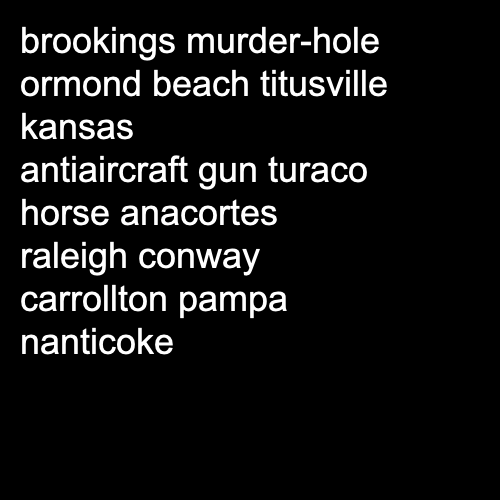 brookings murder-hole
ormond beach titusville
kansas
antiaircraft gun turaco
horse anacortes
raleigh conway
carrollton pampa
nanticoke